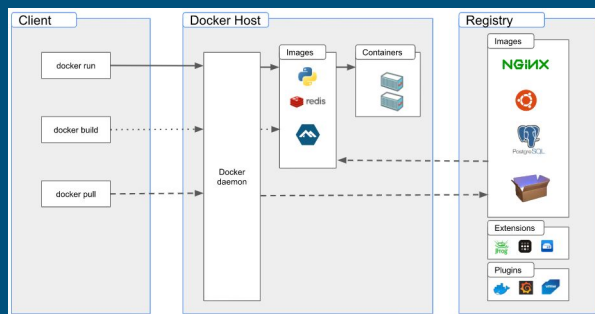 Client
docker run
docker build
docker pull
Docker Host
Docker
daemon
Images
redis
Containers
Registry
Images
NGINX
PostgreSQL
Extensions
Plugins